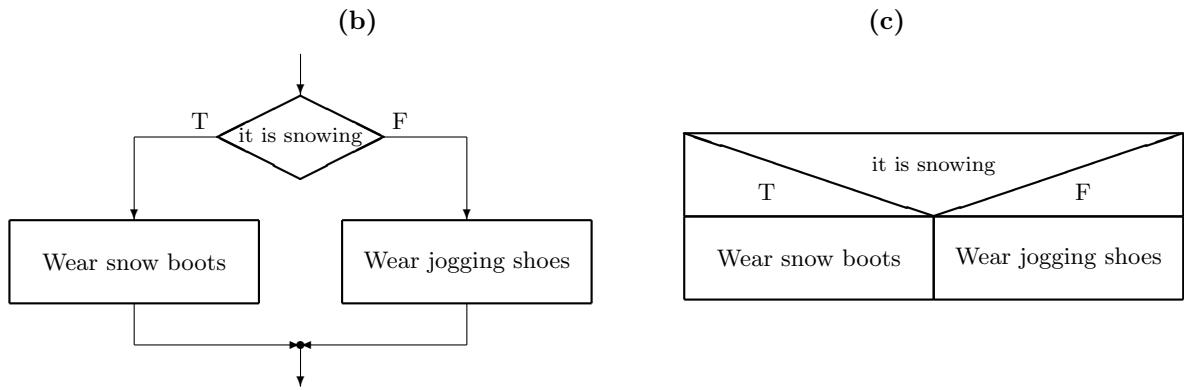 (b)
T
F
it is snowing
Wear snow boots
Wear jogging shoes
(c)
it is snowing
T
F
Wear snow boots
Wear jogging shoes